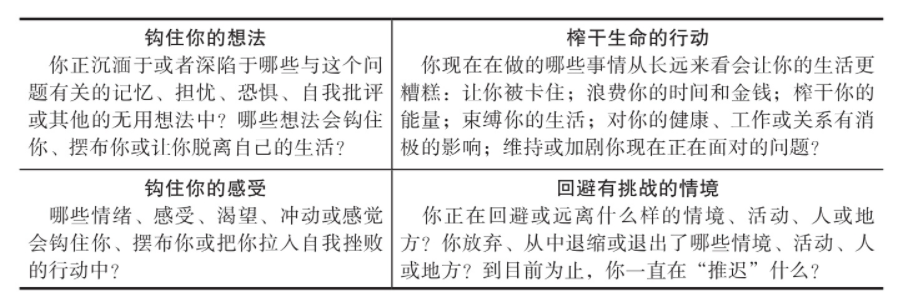 钩住你的想法
你正沉湎于或者深陷于哪些与这个问
题有关的记忆、担忧、恐惧、自我批评
或其他的无用想法中？哪些想法会钩住
你、摆布你或让你脱离自己的生活？
榨干生命的行动
你现在在做的哪些事情从长远来看会让你的生活更
糟糕：让你被卡住；浪费你的时间和金钱；榨干你的
能量；束缚你的生活；对你的健康、工作或关系有消
极的影响；维持或加剧你现在正在面对的问题？
钩住你的感受
哪些情绪、感受、渴望、冲动或感觉
会钩住你、摆布你或把你拉入自我挫败
的行动中？
回避有挑战的情境
你正在回避或远离什么样的情境、活动、人或地
方？你放弃、从中退缩或退出了哪些情境、活动、人
或地方？到目前为止，你一直在“推迟”什么？